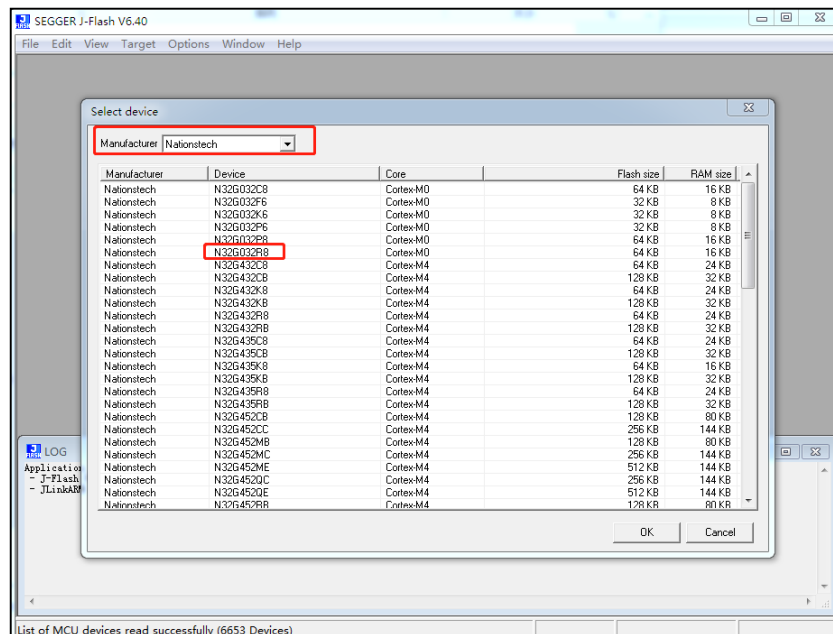 SEGGER J-Flash V6.40
File Edit View Target Options Window Help
Select device
Manufacturer Nationstech
Manufacturer Device Core Flash size RAM size
Nationstech N32G032C8 Cortex-M0 64 KB 16 KB
Nationstech N32G032F6 Cortex-M0 32 KB 8 KB
Nationstech N32G032K6 Cortex-M0 32 KB 8 KB
Nationstech N32G032P6 Cortex-M0 32 KB 8 KB
Nationstech N32G032P8 Cortex-M0 64 KB 16 KB
Nationstech N32G032R8 Cortex-M0 64 KB 16 KB
Nationstech N32G432C8 Cortex-M4 64 KB 24 KB
Nationstech N32G432CB Cortex-M4 128 KB 32 KB
Nationstech N32G432K8 Cortex-M4 64 KB 24 KB
Nationstech N32G432KB Cortex-M4 128 KB 32 KB
Nationstech N32G432R8 Cortex-M4 64 KB 24 KB
Nationstech N32G432RB Cortex-M4 128 KB 32 KB
Nationstech N32G435C8 Cortex-M4 64 KB 24 KB
Nationstech N32G435CB Cortex-M4 128 KB 32 KB
Nationstech N32G435K8 Cortex-M4 64 KB 16 KB
Nationstech N32G435KB Cortex-M4 128 KB 32 KB
Nationstech N32G435R8 Cortex-M4 64 KB 24 KB
Nationstech N32G435RB Cortex-M4 128 KB 32 KB
Nationstech N32G452CB Cortex-M4 128 KB 80 KB
Nationstech N32G452CC Cortex-M4 256 KB 144 KB
Nationstech N32G452MB Cortex-M4 128 KB 80 KB
Nationstech N32G452MC Cortex-M4 256 KB 144 KB
Nationstech N32G452ME Cortex-M4 512 KB 144 KB
Nationstech N32G452QC Cortex-M4 256 KB 144 KB
Nationstech N32G452QE Cortex-M4 512 KB 144 KB
Nationstech N32G452RB Cortex-M4 128 KB 80 KB
LOG
Application
- J-Flash
- JLinkARM
OK Cancel
List of MCU devices read successfully (6653 Devices)